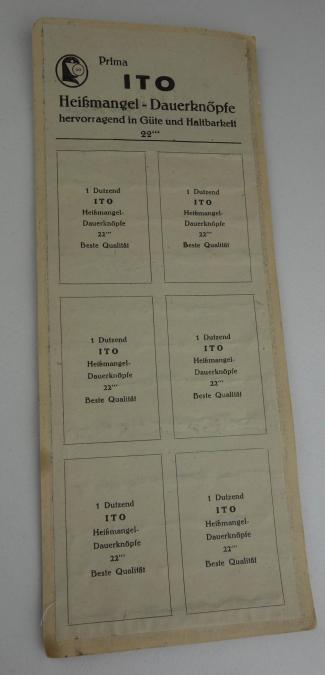 Prima
ITO
Heißmangel-Dauerknöpfe
hervorragend in Güte und Haltbarkeit
22'''
1 Dutzend
ITO
Heißmangel-
Dauerknöpfe
22'''
Beste Qualität
1 Dutzend
ITO
Heißmangel-
Dauerknöpfe
22'''
Beste Qualität
1 Dutzend
ITO
Heißmangel-
Dauerknöpfe
22'''
Beste Qualität
1 Dutzend
ITO
Heißmangel-
Dauerknöpfe
22'''
Beste Qualität
1 Dutzend
ITO
Heißmangel-
Dauerknöpfe
22'''
Beste Qualität
1 Dutzend
ITO
Heißmangel-
Dauerknöpfe
22'''
Beste Qualität